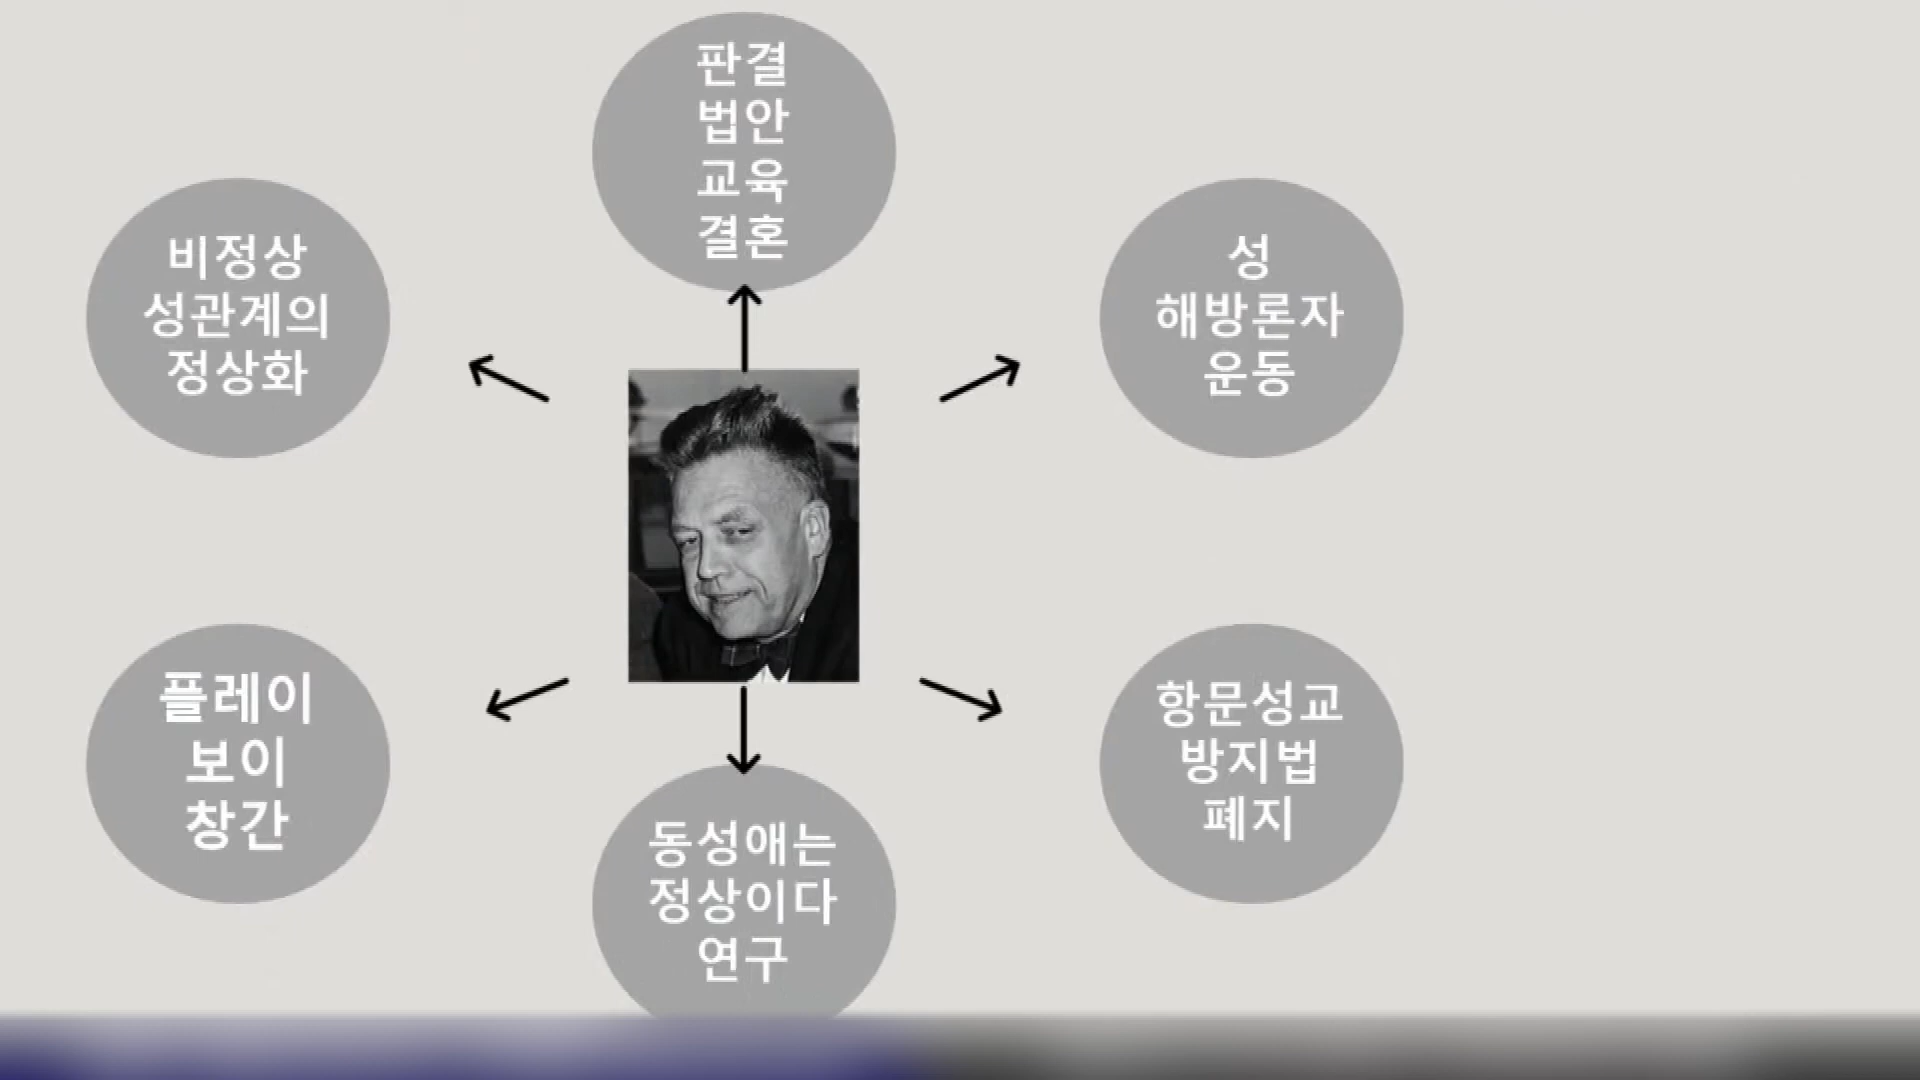 판결
법안
교육
결혼
비정상
성관계의
정상화
성
해방론자
운동
플레이
보이
창간
항문성교
방지법
폐지
동성애는
정상이다
연구